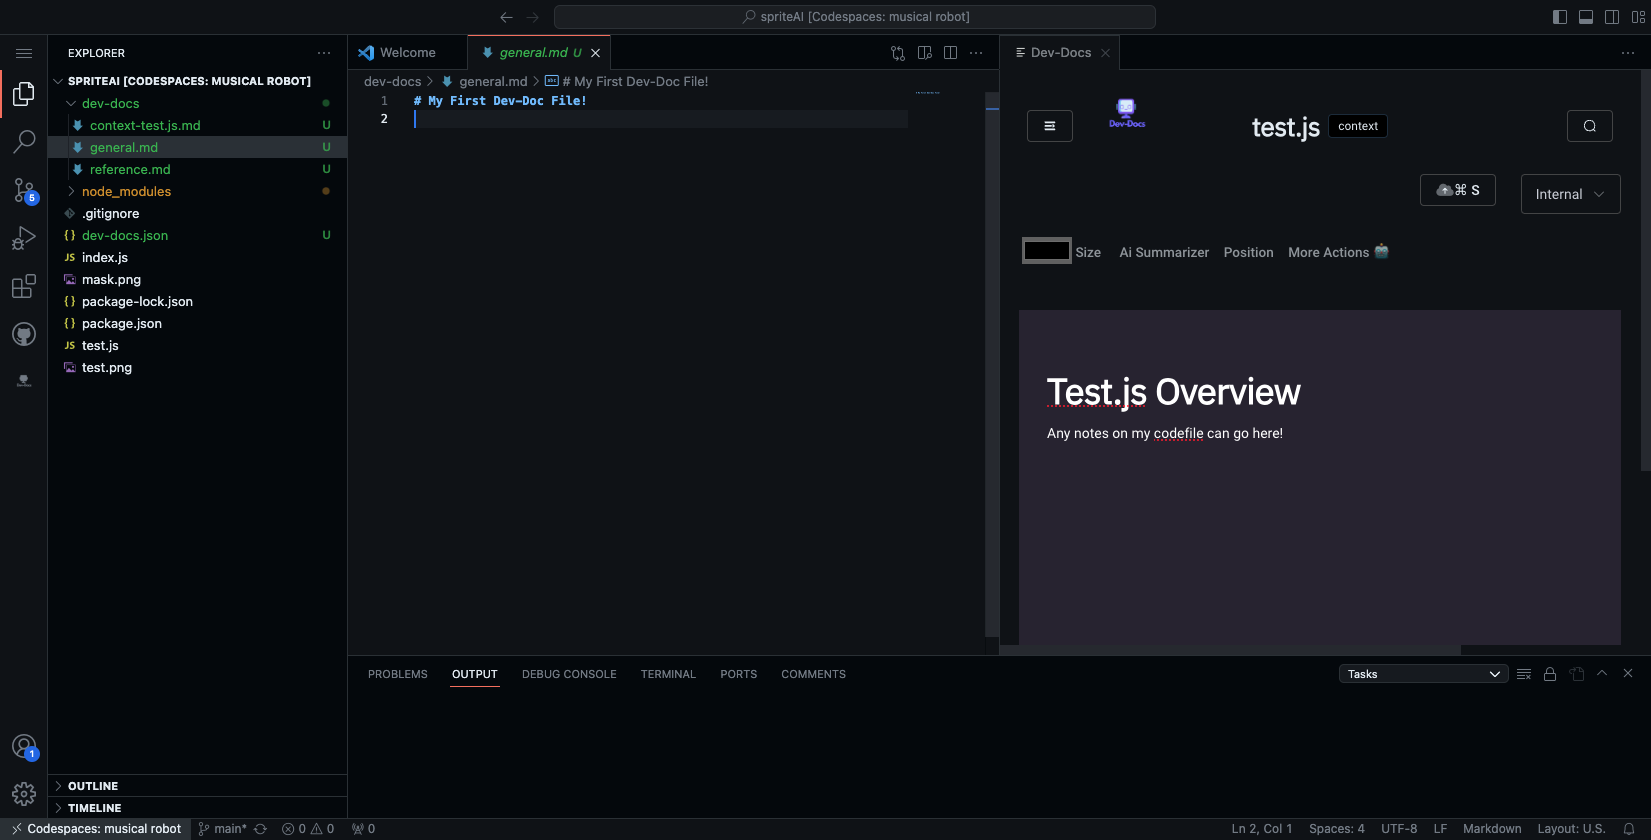 spriteAI [Codespaces: musical robot]
EXPLORER
SPRITEAI [CODESPACES: MUSICAL ROBOT]
dev-docs
context-test.js.md U
general.md U
reference.md U
node_modules
.gitignore
{} dev-docs.json U
JS index.js
mask.png
{} package-lock.json
{} package.json
JS test.js
test.png
OUTLINE
TIMELINE
5
1
Welcome
general.md U
dev-docs > general.md > abc # My First Dev-Doc File!
1 # My First Dev-Doc File!
2
Dev-Docs
Dev-Docs
test.js context
⌘ S
Internal
Size Ai Summarizer Position More Actions
Test.js Overview
Any notes on my codefile can go here!
PROBLEMS OUTPUT DEBUG CONSOLE TERMINAL PORTS COMMENTS
Tasks
Codespaces: musical robot main* 0 0 0
Ln 2, Col 1 Spaces: 4 UTF-8 LF Markdown Layout: U.S.